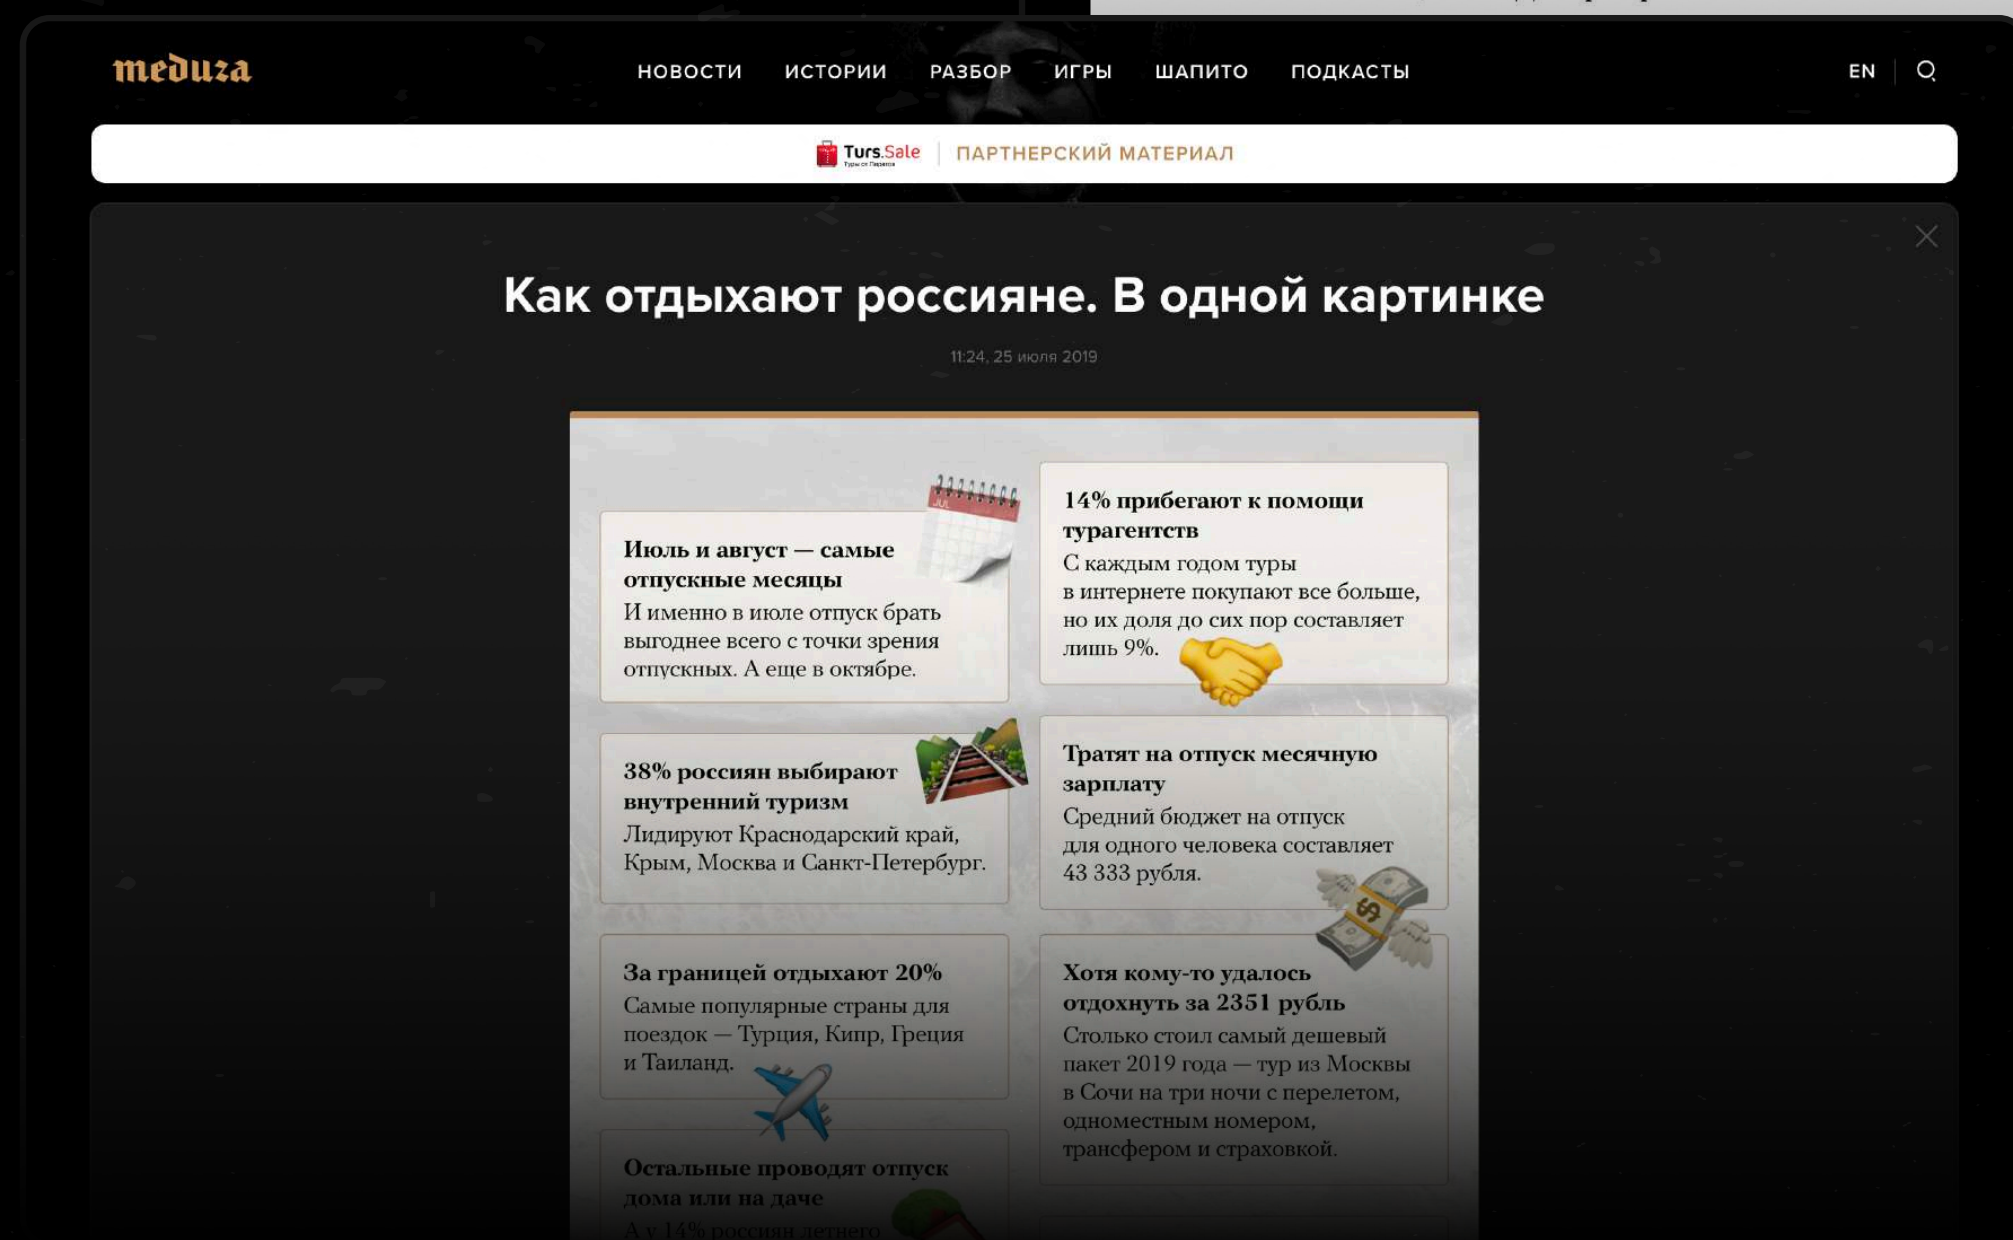 meduza
НОВОСТИ ИСТОРИИ РАЗБОР ИГРЫ ШАПИТО ПОДКАСТЫ
EN
Turs.Sale
ПАРТНЕРСКИЙ МАТЕРИАЛ
Как отдыхают россияне. В одной картинке
11:24, 25 июля 2019
JUL
Июль и август — самые
отпускные месяцы
И именно в июле отпуск брать
выгоднее всего с точки зрения
отпускных. А еще в октябре.
38% россиян выбирают
внутренний туризм
Лидируют Краснодарский край,
Крым, Москва и Санкт-Петербург.
За границей отдыхают 20%
Самые популярные страны для
поездок — Турция, Кипр, Греция
и Таиланд.
Остальные проводят отпуск
дома или на даче
А у 14% россиян летнего
14% прибегают к помощи
турагентств
С каждым годом туры
в интернете покупают все больше,
но их доля до сих пор составляет
лишь 9%.
Тратят на отпуск месячную
зарплату
Средний бюджет на отпуск
для одного человека составляет
43 333 рубля.
Хотя кому-то удалось
отдохнуть за 2351 рубль
Столько стоил самый дешевый
пакет 2019 года — тур из Москвы
в Сочи на три ночи с перелетом,
одноместным номером,
трансфером и страховкой.